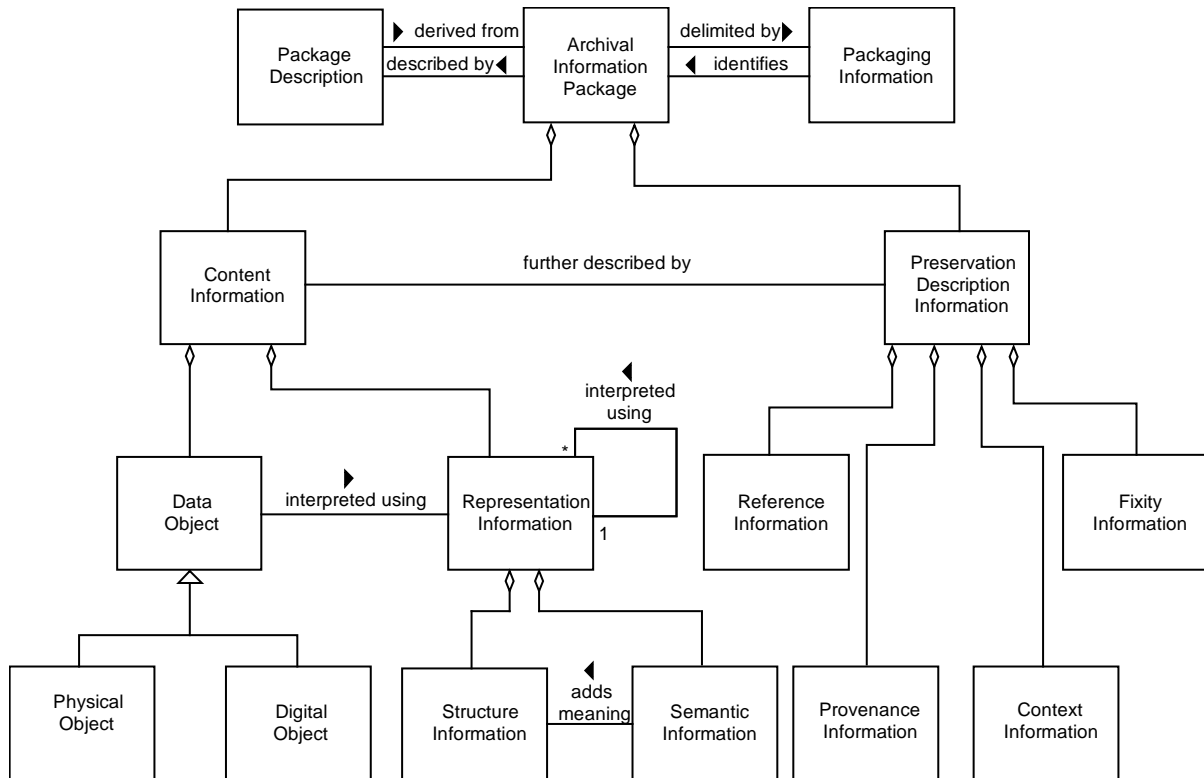 Package
Description
derived from
described by
Archival
Information
Package
delimited by
identifies
Packaging
Information
Content
Information
further described by
Preservation
Description
Information
interpreted
using
*
1
Data
Object
interpreted using
Representation
Information
Reference
Information
Fixity
Information
Physical
Object
Digital
Object
Structure
Information
adds
meaning
Semantic
Information
Provenance
Information
Context
Information